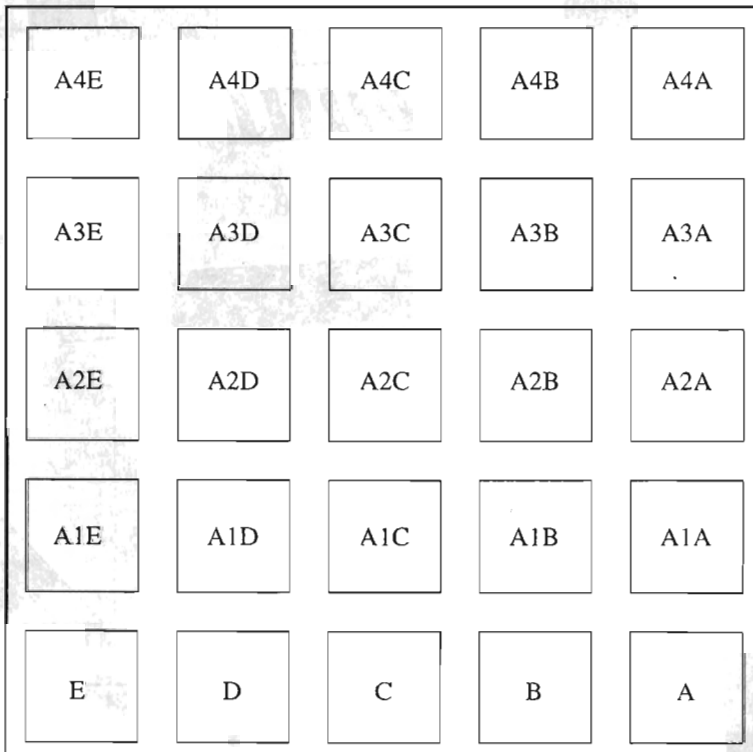 A4E A4D A4C A4B A4A
A3E A3D A3C A3B A3A
A2E A2D A2C A2B A2A
A1E A1D A1C A1B A1A
E D C B A